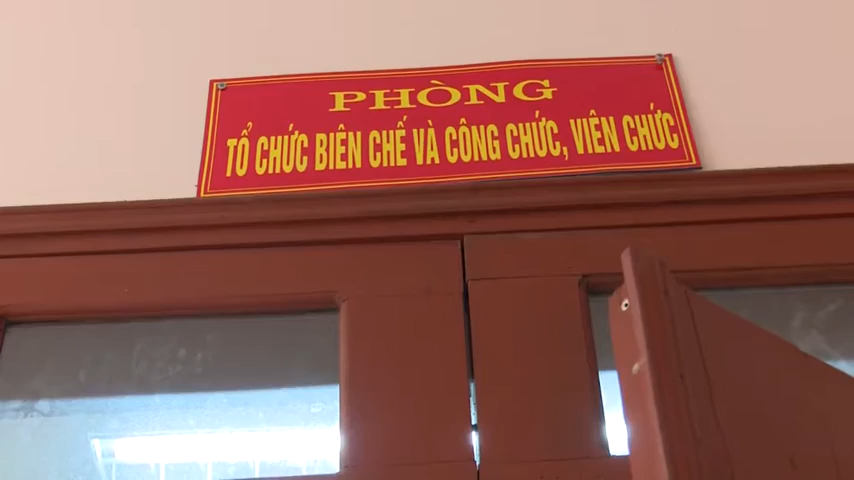 PHÒNG
TỔ CHỨC BIÊN CHẾ VÀ CÔNG CHỨC, VIÊN CHỨC